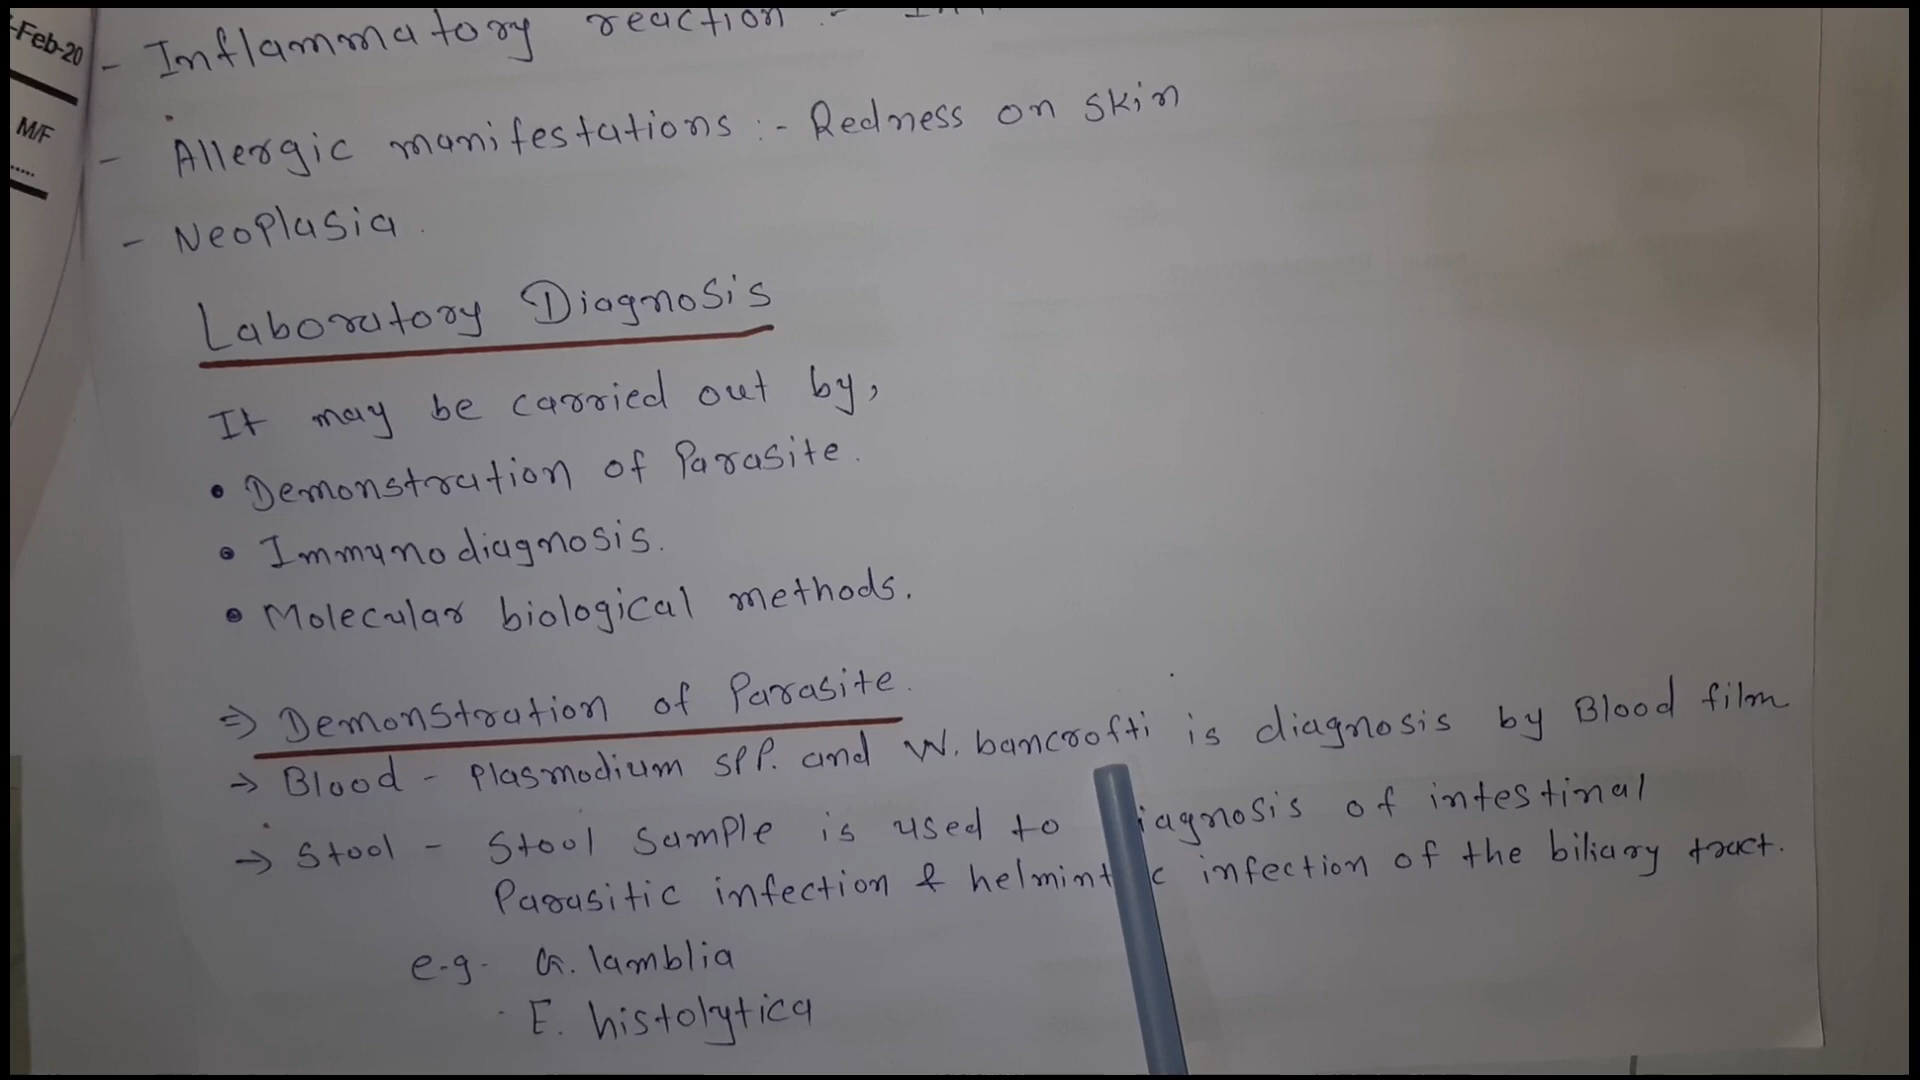 -Feb-20
M/F
.....
- Inflammatory reaction :-
- Allergic manifestations :- Redness on skin
- Neoplasia.
Laboratory Diagnosis
It may be carried out by,
• Demonstration of Parasite.
• Immunodiagnosis.
• Molecular biological methods.
⇒ Demonstration of Parasite.
→ Blood - Plasmodium SPP. and W. bancrofti is diagnosis by Blood film
→ Stool - Stool sample is used to diagnosis of intestinal
Parasitic infection & helmintic infection of the biliary tract.
e-g- G. lamblia
- E. histolytica